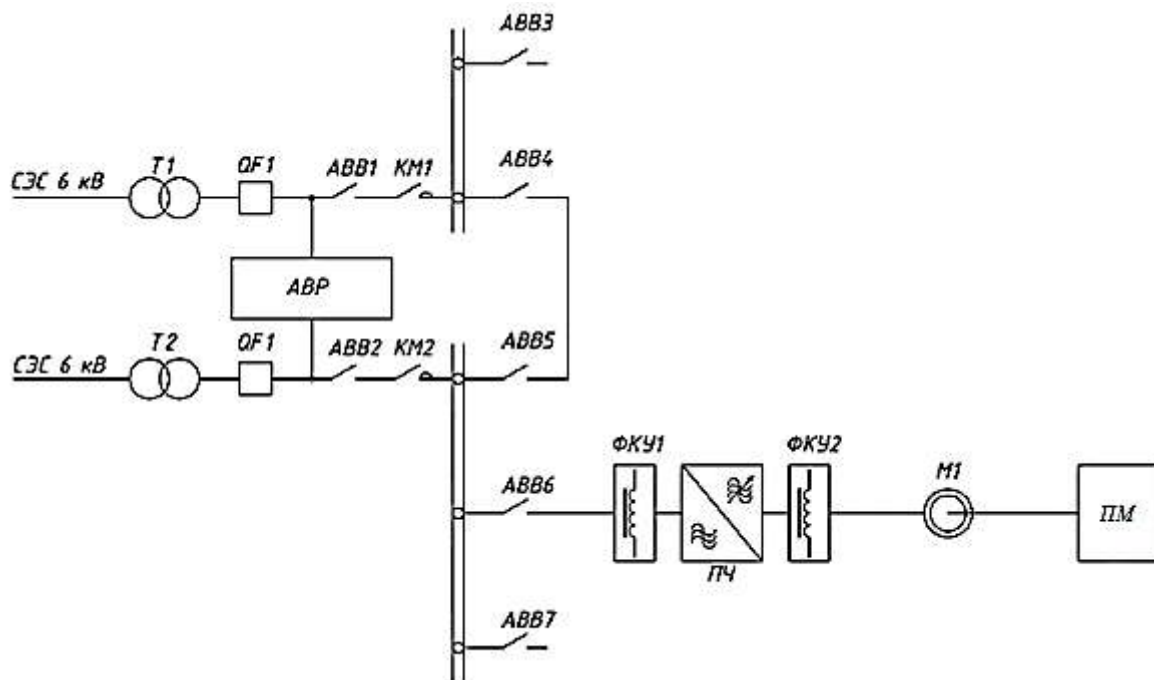 АВВ3
СЭС 6 кВ
Т1
QF1
АВВ1
КМ1
АВВ4
АВР
СЭС 6 кВ
Т2
QF1
АВВ2
КМ2
АВВ5
АВВ6
ФКУ1
ПЧ
ФКУ2
М1
ПМ
АВВ7